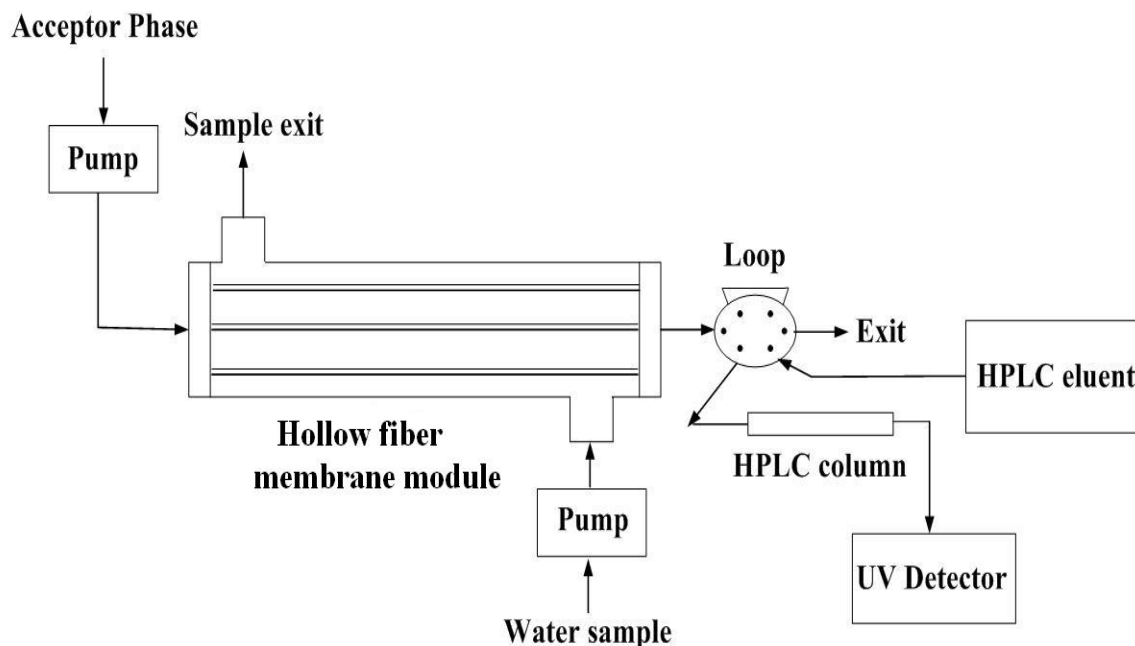 Acceptor Phase
Pump
Sample exit
Loop
Exit
HPLC eluent
Hollow fiber
membrane module
HPLC column
Pump
UV Detector
Water sample